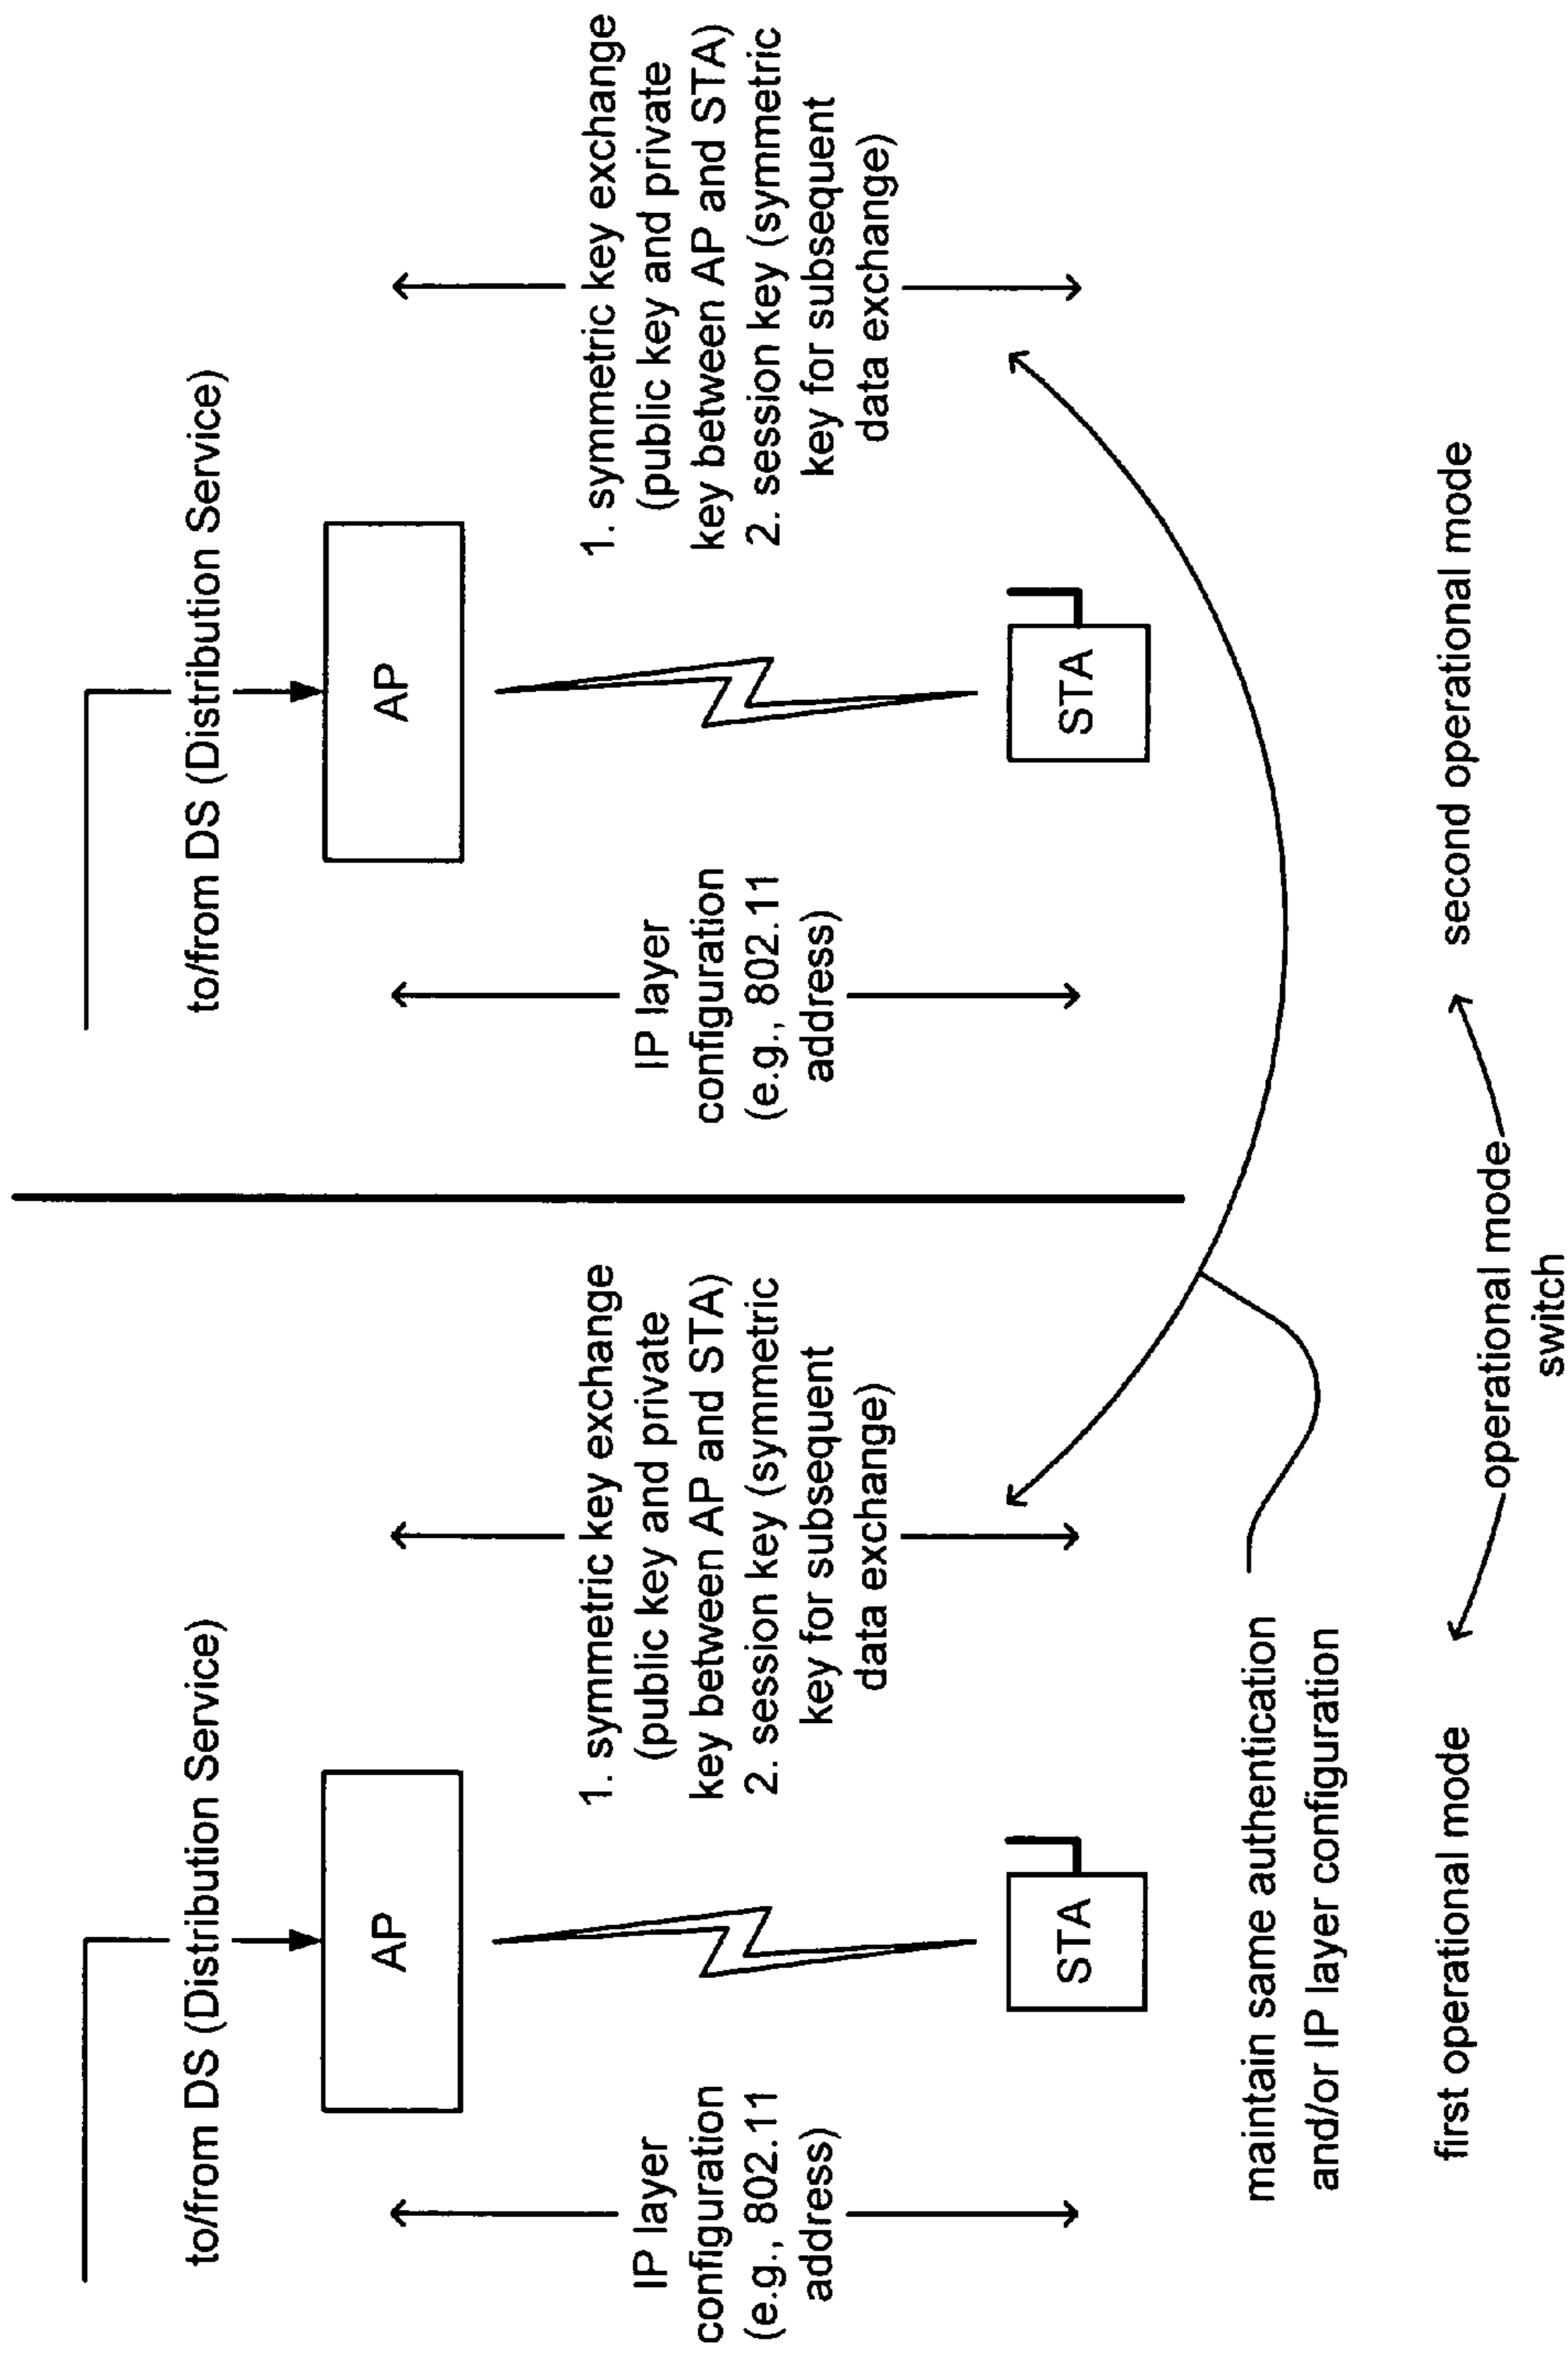 to/from DS (Distribution Service)
AP
IP layer
configuration
(e.g., 802.11
address)
1. symmetric key exchange
(public key and private
key between AP and STA)
2. session key (symmetric
key for subsequent
data exchange)
STA
maintain same authentication
and/or IP layer configuration
first operational mode
to/from DS (Distribution Service)
AP
IP layer
configuration
(e.g., 802.11
address)
1. symmetric key exchange
(public key and private
key between AP and STA)
2. session key (symmetric
key for subsequent
data exchange)
STA
second operational mode
operational mode
switch